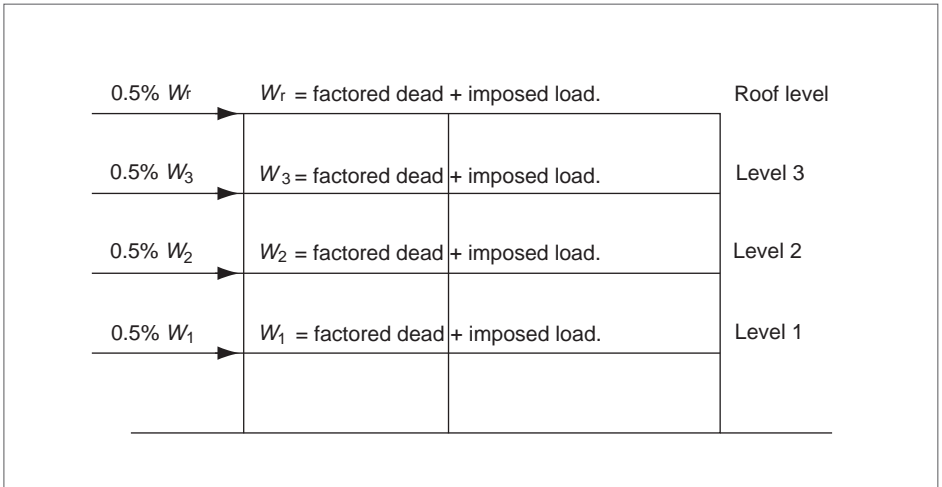 0.5% Wr Wr = factored dead + imposed load. Roof level
0.5% W3 W3 = factored dead + imposed load. Level 3
0.5% W2 W2 = factored dead + imposed load. Level 2
0.5% W1 W1 = factored dead + imposed load. Level 1